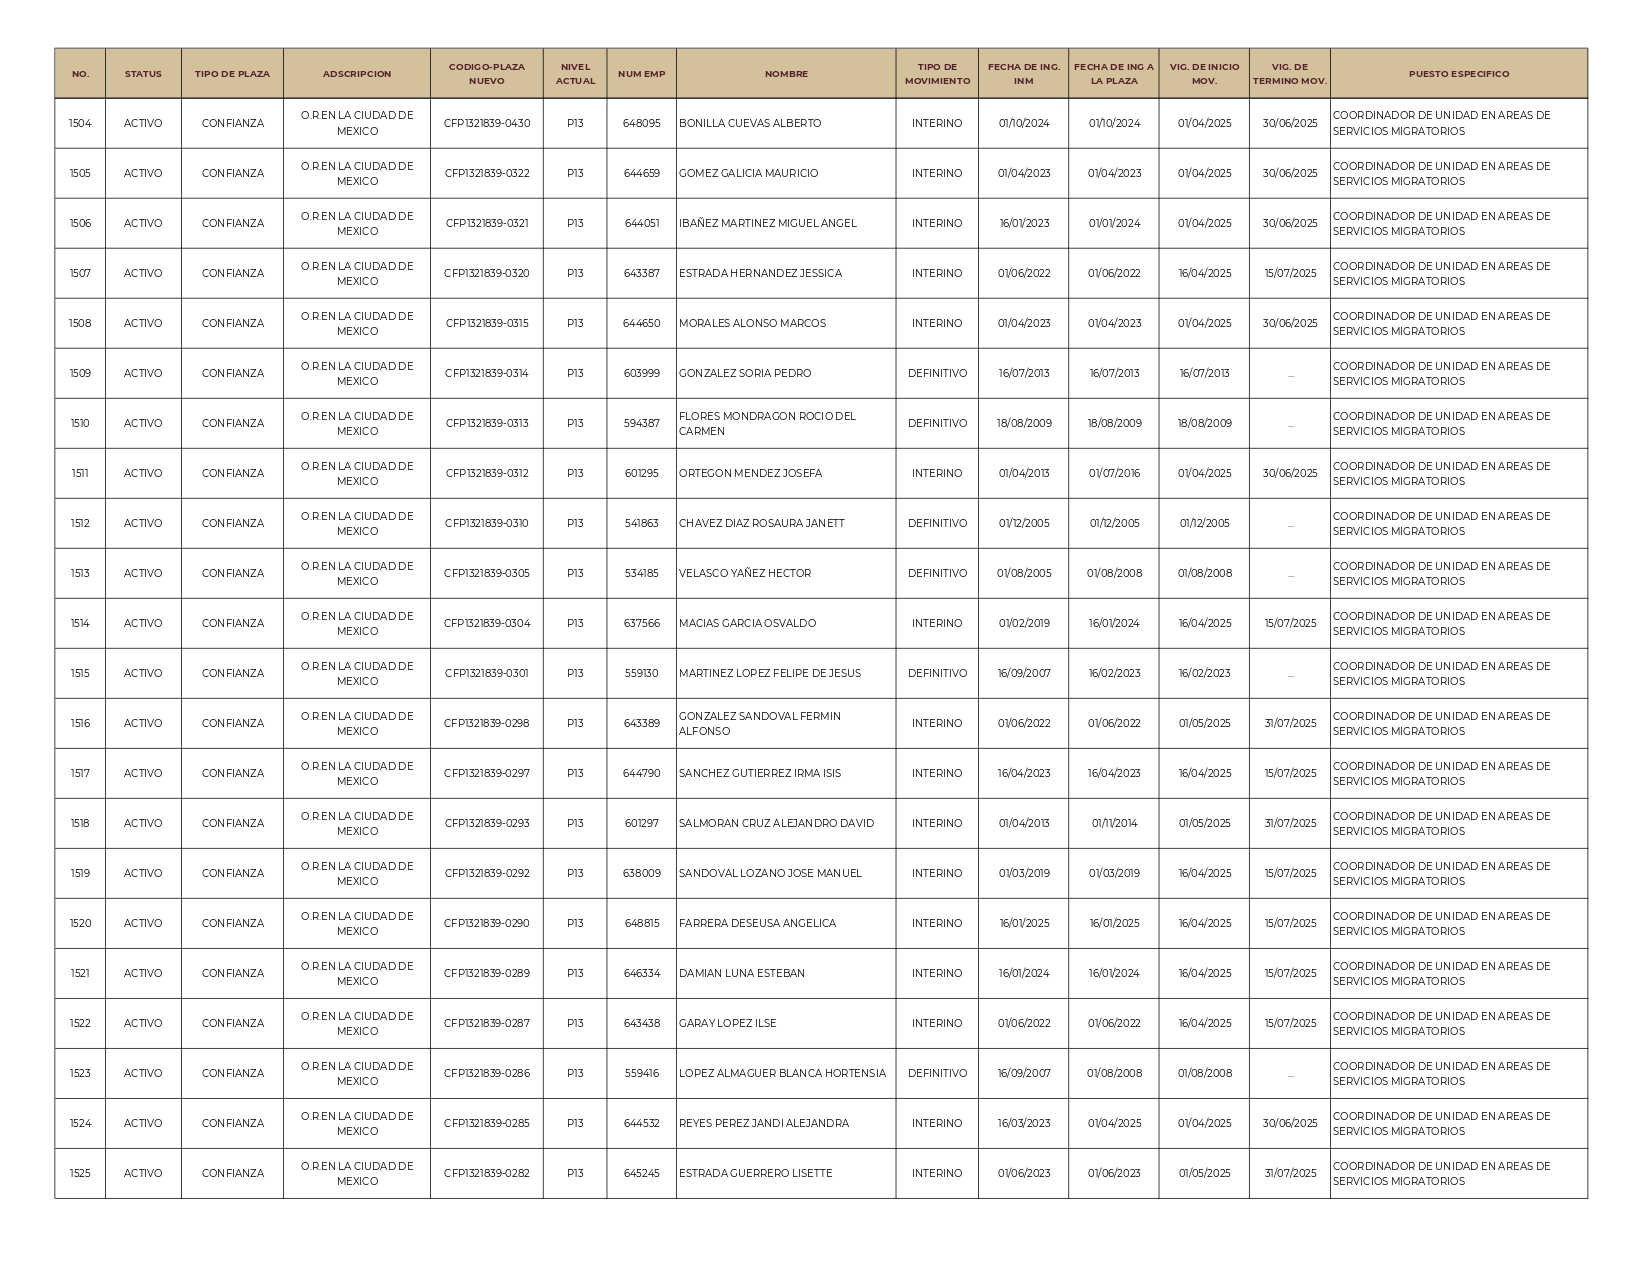 NO. STATUS TIPO DE PLAZA ADSCRIPCION CODIGO-PLAZA NUEVO NIVEL ACTUAL NUM EMP NOMBRE TIPO DE MOVIMIENTO FECHA DE ING. INM FECHA DE ING A LA PLAZA VIG. DE INICIO MOV. VIG. DE TERMINO MOV. PUESTO ESPECIFICO
1504 ACTIVO CONFIANZA O.R.EN LA CIUDAD DE MEXICO CFP1321839-0430 P13 648095 BONILLA CUEVAS ALBERTO INTERINO 01/10/2024 01/10/2024 01/04/2025 30/06/2025 COORDINADOR DE UNIDAD EN AREAS DE SERVICIOS MIGRATORIOS
1505 ACTIVO CONFIANZA O.R.EN LA CIUDAD DE MEXICO CFP1321839-0322 P13 644659 GOMEZ GALICIA MAURICIO INTERINO 01/04/2023 01/04/2023 01/04/2025 30/06/2025 COORDINADOR DE UNIDAD EN AREAS DE SERVICIOS MIGRATORIOS
1506 ACTIVO CONFIANZA O.R.EN LA CIUDAD DE MEXICO CFP1321839-0321 P13 644051 IBAÑEZ MARTINEZ MIGUEL ANGEL INTERINO 16/01/2023 01/01/2024 01/04/2025 30/06/2025 COORDINADOR DE UNIDAD EN AREAS DE SERVICIOS MIGRATORIOS
1507 ACTIVO CONFIANZA O.R.EN LA CIUDAD DE MEXICO CFP1321839-0320 P13 643387 ESTRADA HERNANDEZ JESSICA INTERINO 01/06/2022 01/06/2022 16/04/2025 15/07/2025 COORDINADOR DE UNIDAD EN AREAS DE SERVICIOS MIGRATORIOS
1508 ACTIVO CONFIANZA O.R.EN LA CIUDAD DE MEXICO CFP1321839-0315 P13 644650 MORALES ALONSO MARCOS INTERINO 01/04/2023 01/04/2023 01/04/2025 30/06/2025 COORDINADOR DE UNIDAD EN AREAS DE SERVICIOS MIGRATORIOS
1509 ACTIVO CONFIANZA O.R.EN LA CIUDAD DE MEXICO CFP1321839-0314 P13 603999 GONZALEZ SORIA PEDRO DEFINITIVO 16/07/2013 16/07/2013 16/07/2013 ... COORDINADOR DE UNIDAD EN AREAS DE SERVICIOS MIGRATORIOS
1510 ACTIVO CONFIANZA O.R.EN LA CIUDAD DE MEXICO CFP1321839-0313 P13 594387 FLORES MONDRAGON ROCIO DEL CARMEN DEFINITIVO 18/08/2009 18/08/2009 18/08/2009 ... COORDINADOR DE UNIDAD EN AREAS DE SERVICIOS MIGRATORIOS
1511 ACTIVO CONFIANZA O.R.EN LA CIUDAD DE MEXICO CFP1321839-0312 P13 601295 ORTEGON MENDEZ JOSEFA INTERINO 01/04/2013 01/07/2016 01/04/2025 30/06/2025 COORDINADOR DE UNIDAD EN AREAS DE SERVICIOS MIGRATORIOS
1512 ACTIVO CONFIANZA O.R.EN LA CIUDAD DE MEXICO CFP1321839-0310 P13 541863 CHAVEZ DIAZ ROSAURA JANETT DEFINITIVO 01/12/2005 01/12/2005 01/12/2005 ... COORDINADOR DE UNIDAD EN AREAS DE SERVICIOS MIGRATORIOS
1513 ACTIVO CONFIANZA O.R.EN LA CIUDAD DE MEXICO CFP1321839-0305 P13 534185 VELASCO YAÑEZ HECTOR DEFINITIVO 01/08/2005 01/08/2008 01/08/2008 ... COORDINADOR DE UNIDAD EN AREAS DE SERVICIOS MIGRATORIOS
1514 ACTIVO CONFIANZA O.R.EN LA CIUDAD DE MEXICO CFP1321839-0304 P13 637566 MACIAS GARCIA OSVALDO INTERINO 01/02/2019 16/01/2024 16/04/2025 15/07/2025 COORDINADOR DE UNIDAD EN AREAS DE SERVICIOS MIGRATORIOS
1515 ACTIVO CONFIANZA O.R.EN LA CIUDAD DE MEXICO CFP1321839-0301 P13 559130 MARTINEZ LOPEZ FELIPE DE JESUS DEFINITIVO 16/09/2007 16/02/2023 16/02/2023 ... COORDINADOR DE UNIDAD EN AREAS DE SERVICIOS MIGRATORIOS
1516 ACTIVO CONFIANZA O.R.EN LA CIUDAD DE MEXICO CFP1321839-0298 P13 643389 GONZALEZ SANDOVAL FERMIN ALFONSO INTERINO 01/06/2022 01/06/2022 01/05/2025 31/07/2025 COORDINADOR DE UNIDAD EN AREAS DE SERVICIOS MIGRATORIOS
1517 ACTIVO CONFIANZA O.R.EN LA CIUDAD DE MEXICO CFP1321839-0297 P13 644790 SANCHEZ GUTIERREZ IRMA ISIS INTERINO 16/04/2023 16/04/2023 16/04/2025 15/07/2025 COORDINADOR DE UNIDAD EN AREAS DE SERVICIOS MIGRATORIOS
1518 ACTIVO CONFIANZA O.R.EN LA CIUDAD DE MEXICO CFP1321839-0293 P13 601297 SALMORAN CRUZ ALEJANDRO DAVID INTERINO 01/04/2013 01/11/2014 01/05/2025 31/07/2025 COORDINADOR DE UNIDAD EN AREAS DE SERVICIOS MIGRATORIOS
1519 ACTIVO CONFIANZA O.R.EN LA CIUDAD DE MEXICO CFP1321839-0292 P13 638009 SANDOVAL LOZANO JOSE MANUEL INTERINO 01/03/2019 01/03/2019 16/04/2025 15/07/2025 COORDINADOR DE UNIDAD EN AREAS DE SERVICIOS MIGRATORIOS
1520 ACTIVO CONFIANZA O.R.EN LA CIUDAD DE MEXICO CFP1321839-0290 P13 648815 FARRERA DESEUSA ANGELICA INTERINO 16/01/2025 16/01/2025 16/04/2025 15/07/2025 COORDINADOR DE UNIDAD EN AREAS DE SERVICIOS MIGRATORIOS
1521 ACTIVO CONFIANZA O.R.EN LA CIUDAD DE MEXICO CFP1321839-0289 P13 646334 DAMIAN LUNA ESTEBAN INTERINO 16/01/2024 16/01/2024 16/04/2025 15/07/2025 COORDINADOR DE UNIDAD EN AREAS DE SERVICIOS MIGRATORIOS
1522 ACTIVO CONFIANZA O.R.EN LA CIUDAD DE MEXICO CFP1321839-0287 P13 643438 GARAY LOPEZ ILSE INTERINO 01/06/2022 01/06/2022 16/04/2025 15/07/2025 COORDINADOR DE UNIDAD EN AREAS DE SERVICIOS MIGRATORIOS
1523 ACTIVO CONFIANZA O.R.EN LA CIUDAD DE MEXICO CFP1321839-0286 P13 559416 LOPEZ ALMAGUER BLANCA HORTENSIA DEFINITIVO 16/09/2007 01/08/2008 01/08/2008 ... COORDINADOR DE UNIDAD EN AREAS DE SERVICIOS MIGRATORIOS
1524 ACTIVO CONFIANZA O.R.EN LA CIUDAD DE MEXICO CFP1321839-0285 P13 644532 REYES PEREZ JANDI ALEJANDRA INTERINO 16/03/2023 01/04/2025 01/04/2025 30/06/2025 COORDINADOR DE UNIDAD EN AREAS DE SERVICIOS MIGRATORIOS
1525 ACTIVO CONFIANZA O.R.EN LA CIUDAD DE MEXICO CFP1321839-0282 P13 645245 ESTRADA GUERRERO LISETTE INTERINO 01/06/2023 01/06/2023 01/05/2025 31/07/2025 COORDINADOR DE UNIDAD EN AREAS DE SERVICIOS MIGRATORIOS